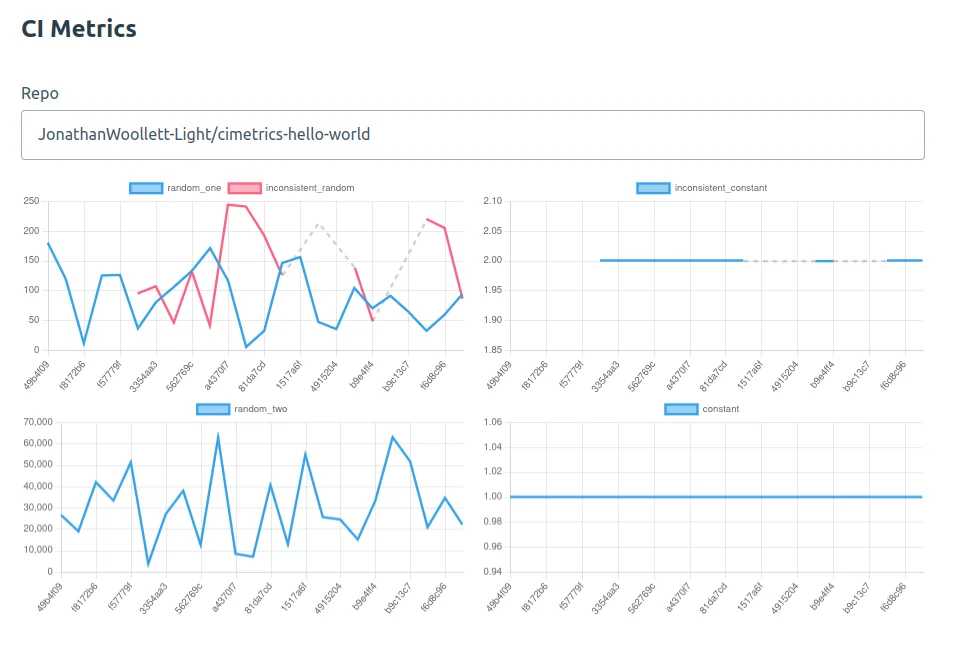 CI Metrics
Repo
JonathanWoollett-Light/cimetrics-hello-world
random_one inconsistent_random
250
200
150
100
50
0
49b4f09 f8172b6 f57779f 3354aa3 562769c a4370f7 81da7cd 1517a6f 4915204 b9e4ff4 b9c13c7 f6d8c96
inconsistent_constant
2.10
2.05
2.00
1.95
1.90
1.85
49b4f09 f8172b6 f57779f 3354aa3 562769c a4370f7 81da7cd 1517a6f 4915204 b9e4ff4 b9c13c7 f6d8c96
random_two
70,000
60,000
50,000
40,000
30,000
20,000
10,000
0
49b4f09 f8172b6 f57779f 3354aa3 562769c a4370f7 81da7cd 1517a6f 4915204 b9e4ff4 b9c13c7 f6d8c96
constant
1.06
1.04
1.02
1.00
0.98
0.96
0.94
49b4f09 f8172b6 f57779f 3354aa3 562769c a4370f7 81da7cd 1517a6f 4915204 b9e4ff4 b9c13c7 f6d8c96